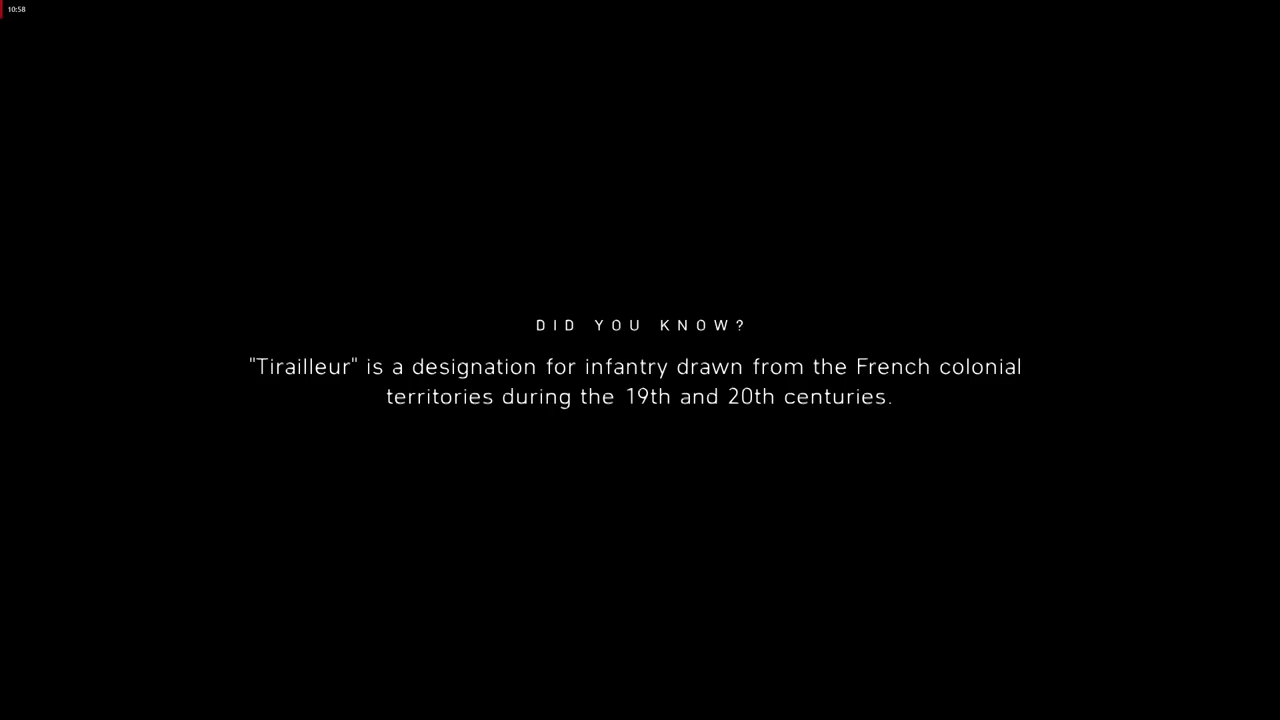 10:58
DID YOU KNOW?
"Tirailleur" is a designation for infantry drawn from the French colonial
territories during the 19th and 20th centuries.